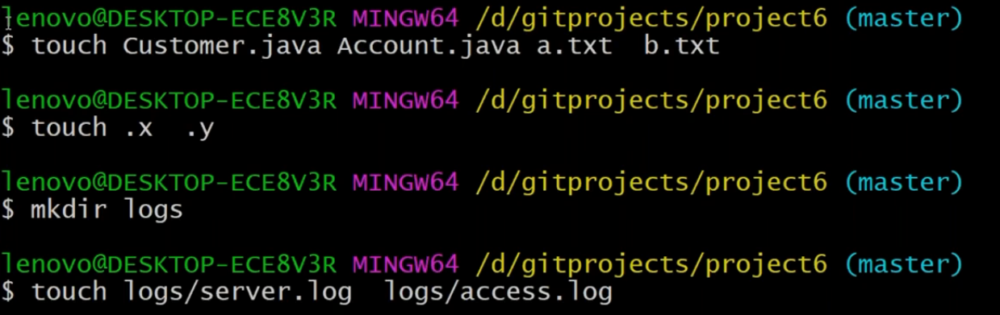 lenovo@DESKTOP-ECE8V3R MINGW64 /d/gitprojects/project6 (master)
$ touch Customer.java Account.java a.txt  b.txt
lenovo@DESKTOP-ECE8V3R MINGW64 /d/gitprojects/project6 (master)
$ touch .x  .y
lenovo@DESKTOP-ECE8V3R MINGW64 /d/gitprojects/project6 (master)
$ mkdir logs
lenovo@DESKTOP-ECE8V3R MINGW64 /d/gitprojects/project6 (master)
$ touch logs/server.log  logs/access.log